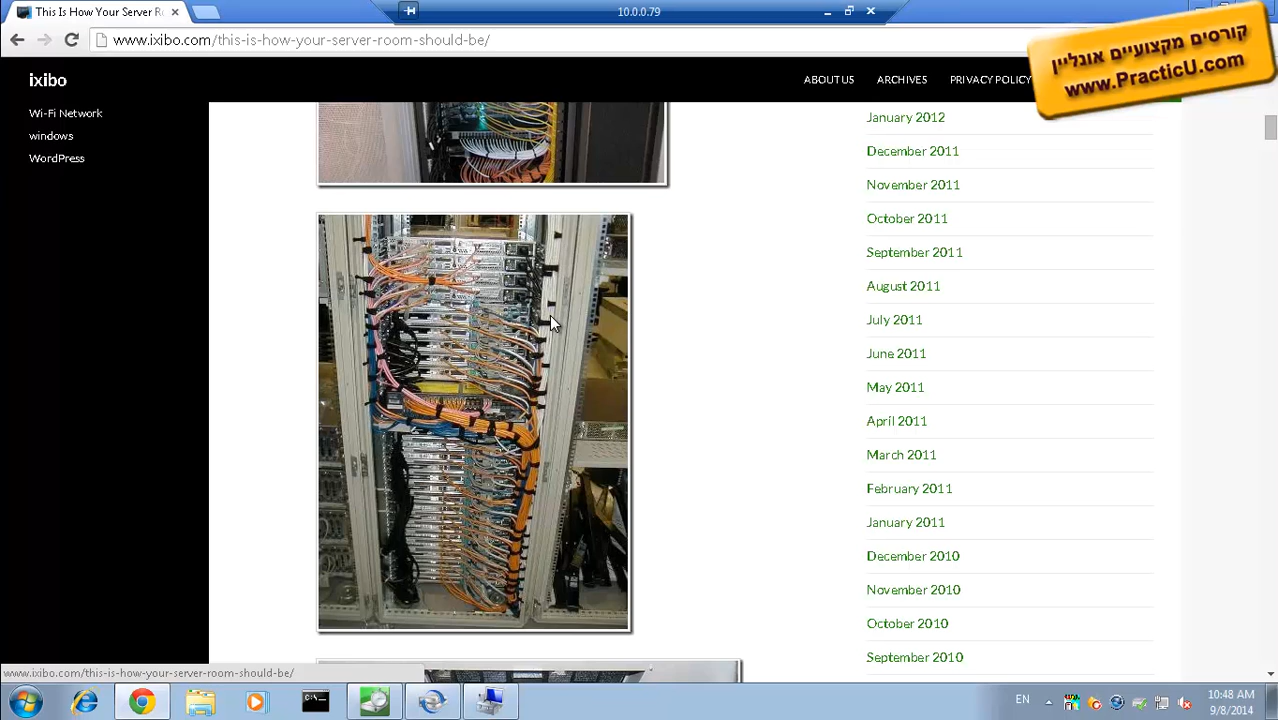 This Is How Your Server R
10.0.0.79
www.ixibo.com/this-is-how-your-server-room-should-be/
קורסים מקצועיים אונליין
www.PracticU.com
ixibo
ABOUT US
ARCHIVES
PRIVACY POLICY
Wi-Fi Network
windows
WordPress
January 2012
December 2011
November 2011
October 2011
September 2011
August 2011
July 2011
June 2011
May 2011
April 2011
March 2011
February 2011
January 2011
December 2010
November 2010
October 2010
September 2010
www.ixibo.com/this-is-how-your-server-room-should-be/
EN
10:48 AM
9/8/2014